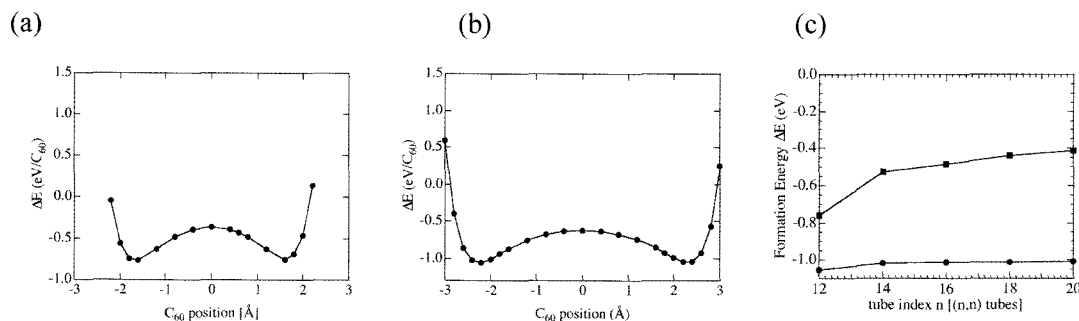 (a)
(b)
(c)
1.5
1.0
0.5
0.0
-0.5
-1.0
ΔE (eV/C60)
-3 -2 -1 0 1 2 3
C60 position [Å]
1.5
1.0
0.5
0.0
-0.5
-1.0
ΔE (eV/C60)
-3 -2 -1 0 1 2 3
C60 position (Å)
0.0
-0.2
-0.4
-0.6
-0.8
-1.0
Formation Energy ΔE (eV)
12 14 16 18 20
tube index n [(n,n) tubes]